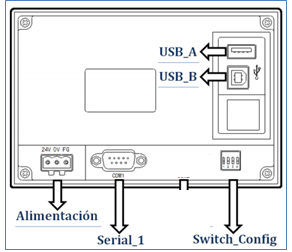 USB_A
USB_B
24V 0V FG
COM1
Alimentación
Serial_1
Switch_Config